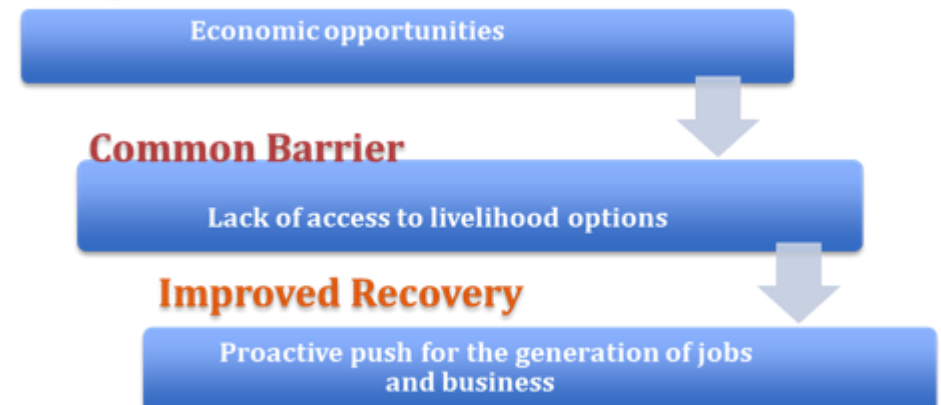 Economic opportunities
Common Barrier
Lack of access to livelihood options
Improved Recovery
Proactive push for the generation of jobs
and business